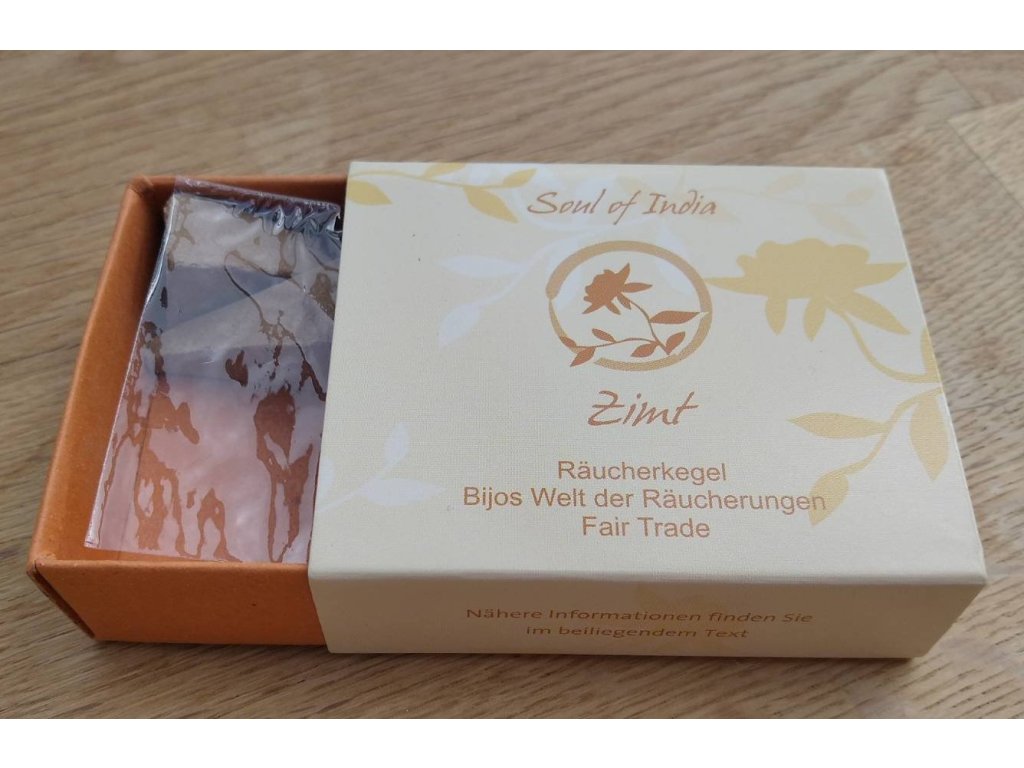 Soul of India
Zimt
Räucherkegel
Bijos Welt der Räucherungen
Fair Trade
Nähere Informationen finden Sie
im beiliegendem Text